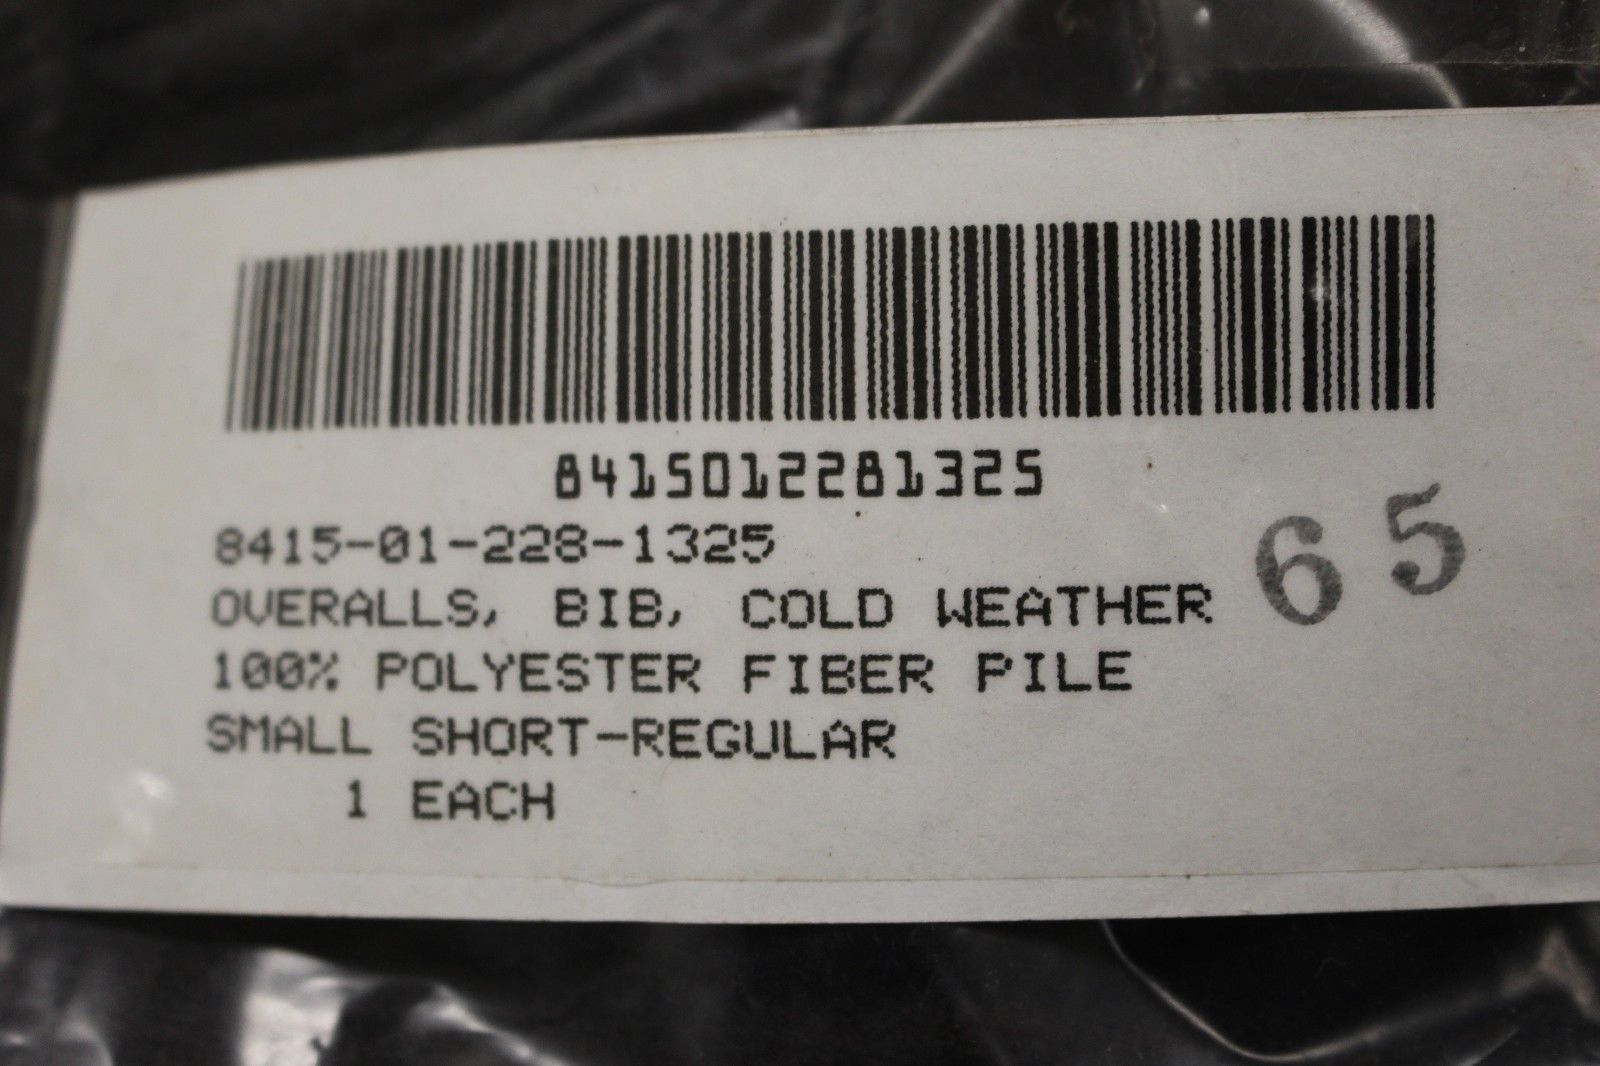 8415012281325
8415-01-228-1325
OVERALLS, BIB, COLD WEATHER
65
100% POLYESTER FIBER PILE
SMALL SHORT-REGULAR
1 EACH